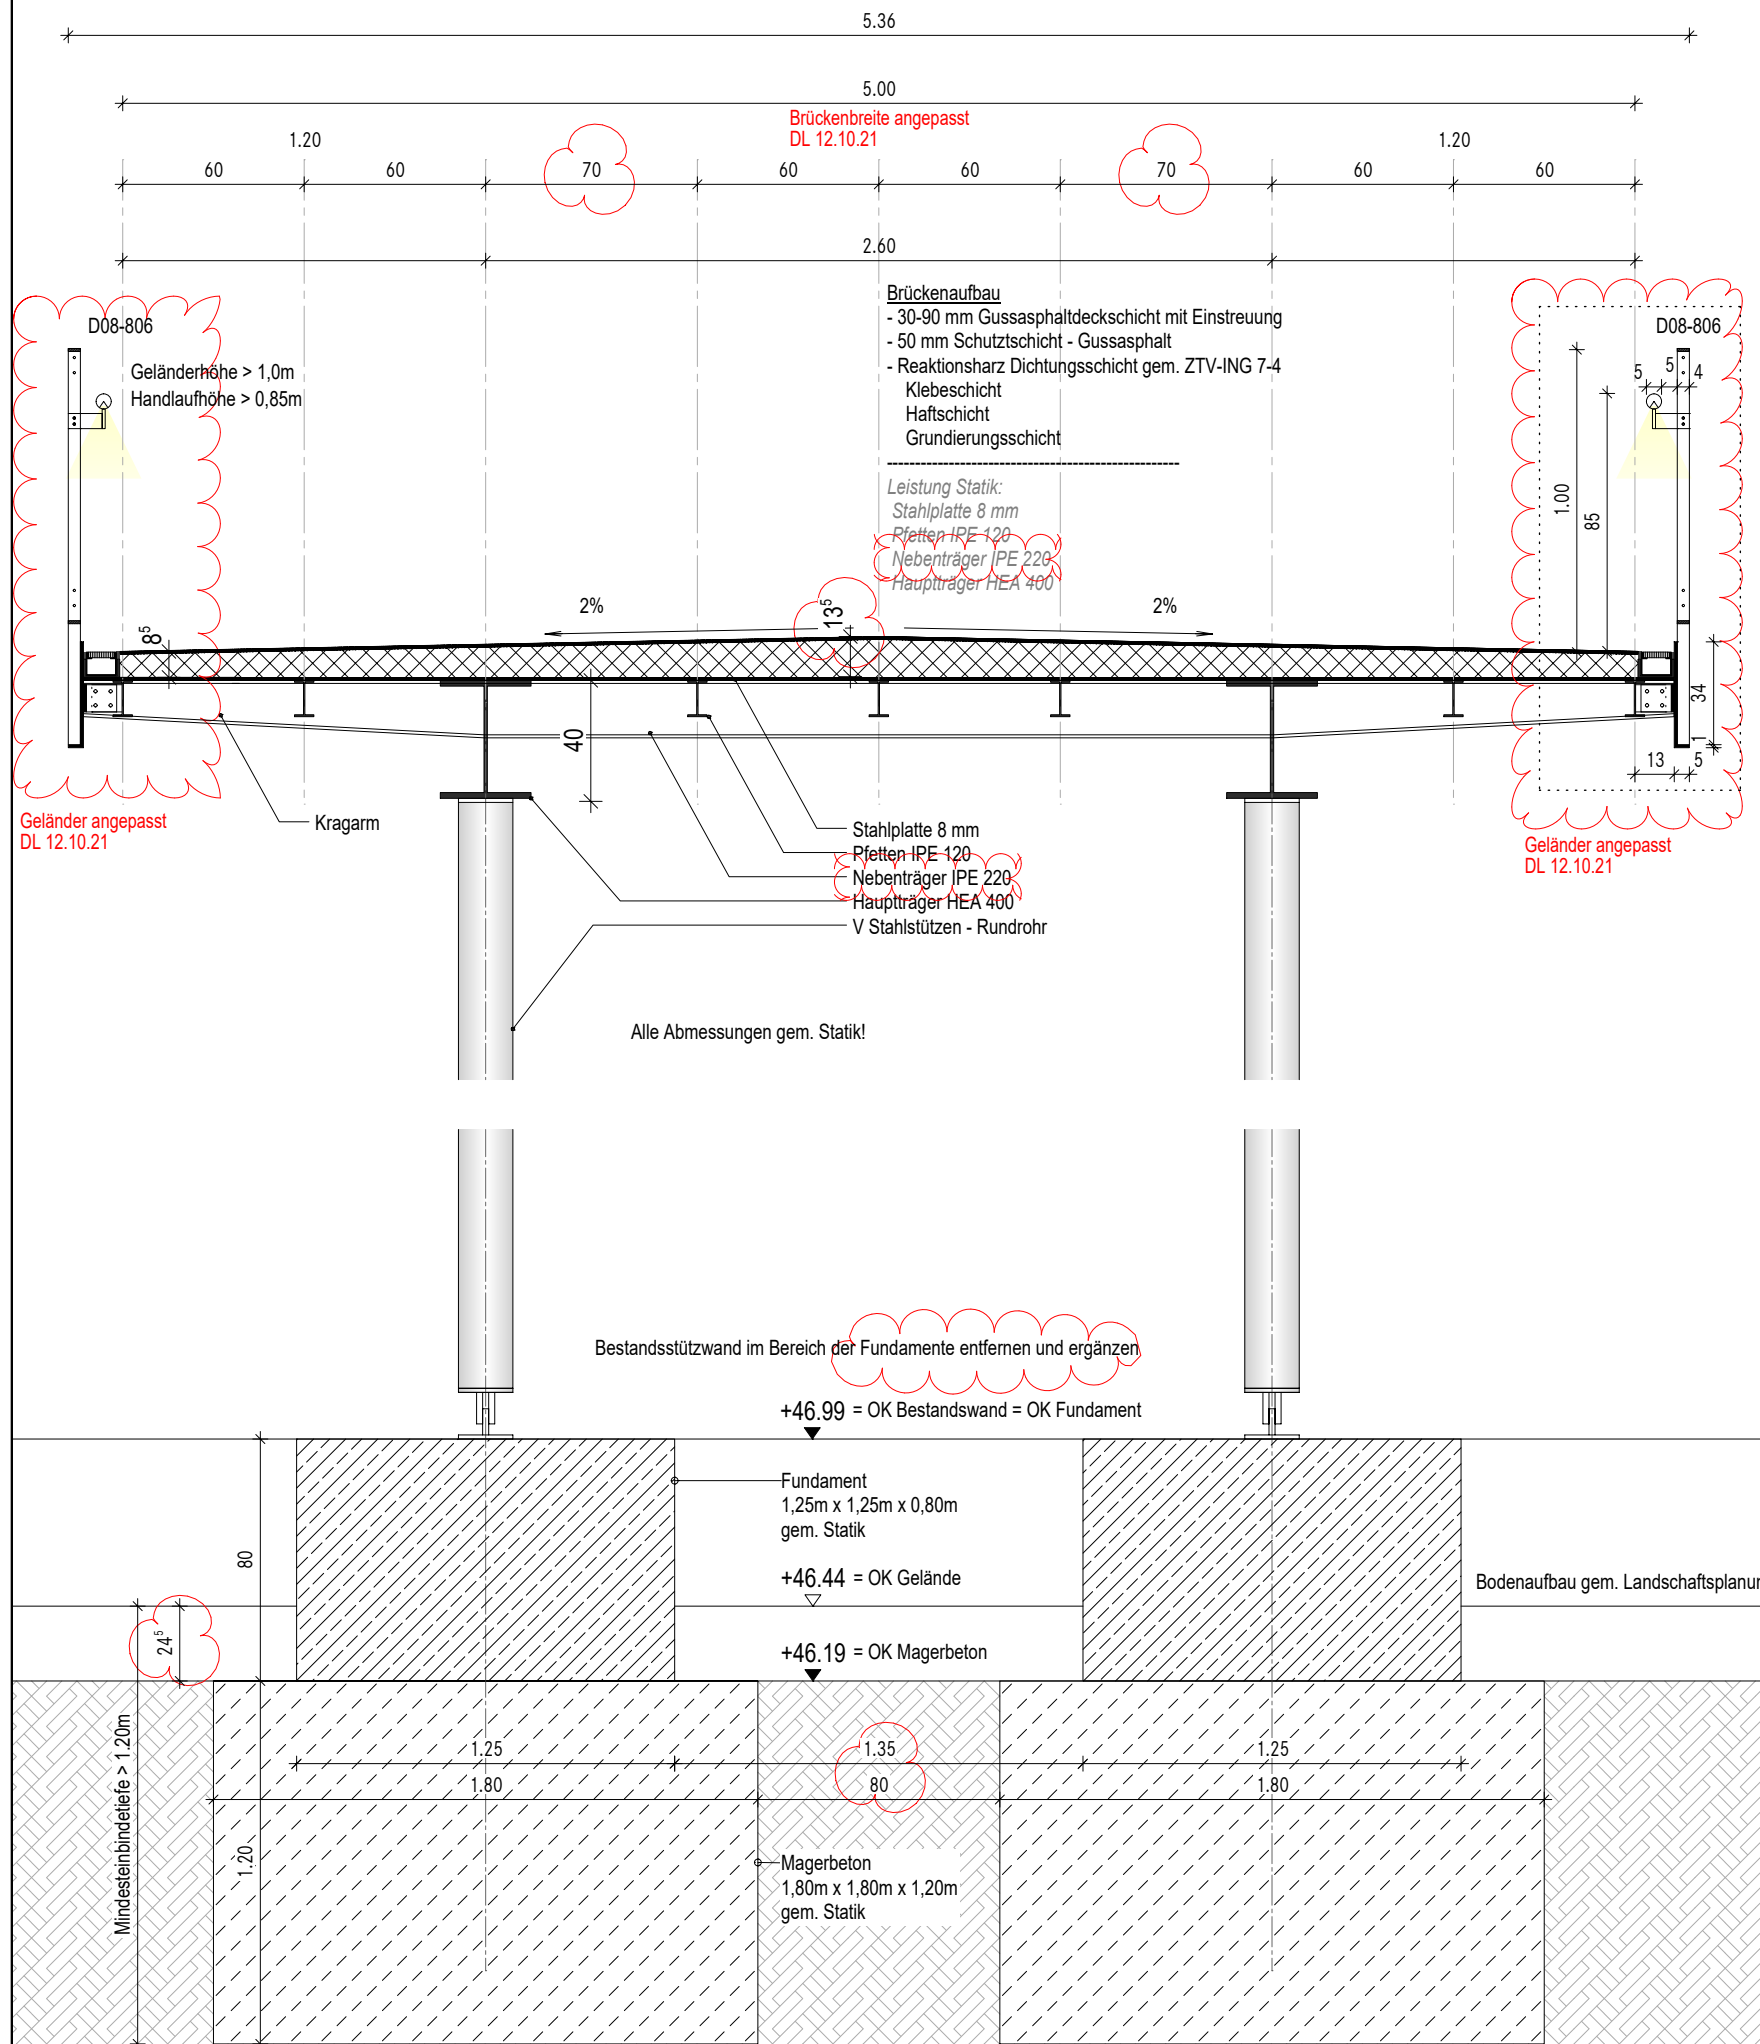 5.36
5.00
Brückenbreite angepasst
DL 12.10.21
1.20
1.20
60 60 70 60 60 70 60 60
2.60
Brückenaufbau
- 30-90 mm Gussasphaltdeckschicht mit Einstreuung
- 50 mm Schutztschicht - Gussasphalt
- Reaktionsharz Dichtungsschicht gem. ZTV-ING 7-4
Klebeschicht
Haftschicht
Grundierungsschicht
Leistung Statik:
Stahlplatte 8 mm
Pfetten IPE 120
Nebenträger IPE 220
Hauptträger HEA 400
D08-806
Geländerhöhe > 1,0m
Handlaufhöhe > 0,85m
D08-806
5 5 4
1.00
85
2%
13⁵
2%
8⁵
40
34
1
13 5
Geländer angepasst
DL 12.10.21
Kragarm
Geländer angepasst
DL 12.10.21
Stahlplatte 8 mm
Pfetten IPE 120
Nebenträger IPE 220
Hauptträger HEA 400
V Stahlstützen - Rundrohr
Alle Abmessungen gem. Statik!
Bestandsstützwand im Bereich der Fundamente entfernen und ergänzen
+46.99 = OK Bestandswand = OK Fundament
Fundament
1,25m x 1,25m x 0,80m
gem. Statik
80
+46.44 = OK Gelände
Bodenaufbau gem. Landschaftsplanun
24⁵
+46.19 = OK Magerbeton
Mindesteinbindetiefe > 1.20m
1.25 1.35 1.25
1.80 80 1.80
1.20
Magerbeton
1,80m x 1,80m x 1,20m
gem. Statik